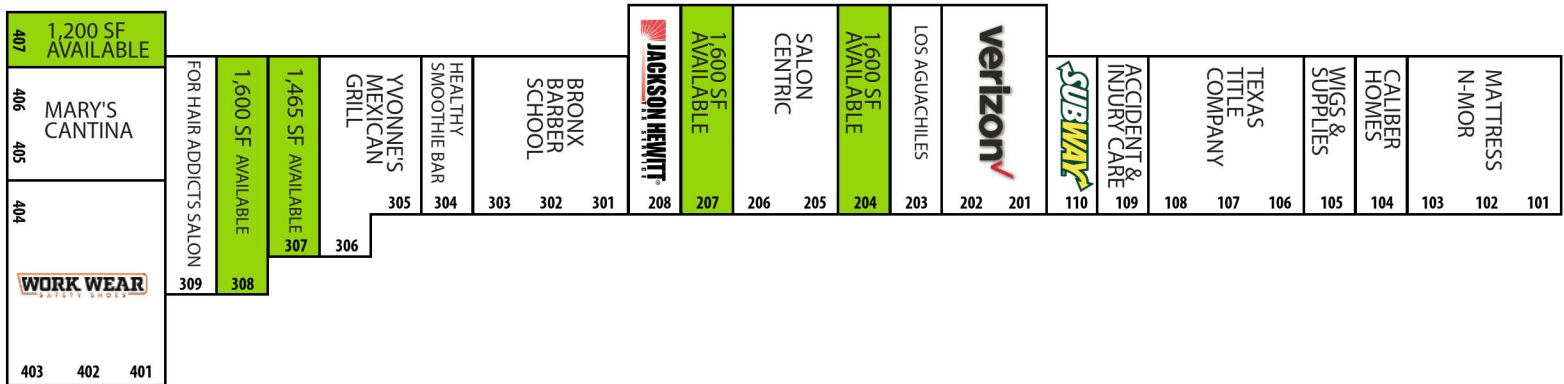 407
1,200 SF
AVAILABLE
406
405
MARY'S
CANTINA
404
WORK WEAR
SAFETY SHOES
403 402 401
FOR HAIR ADDICTS SALON
309
1,600 SF AVAILABLE
308
1,465 SF AVAILABLE
307
YVONNE'S
MEXICAN
GRILL
306
305
HEALTHY
SMOOTHIE BAR
304
BRONX
BARBER
SCHOOL
303 302 301
JACKSON HEWITT®
TAX SERVICE
208
1,600 SF
AVAILABLE
207
SALON
CENTRIC
206 205
1,600 SF
AVAILABLE
204
LOS AGUACHILES
203
verizon
202 201
SUBWAY
110
ACCIDENT &
INJURY CARE
109
TEXAS
TITLE
COMPANY
108 107 106
WIGS &
SUPPLIES
105
CALIBER
HOMES
104
MATTRESS
N-MOR
103 102 101